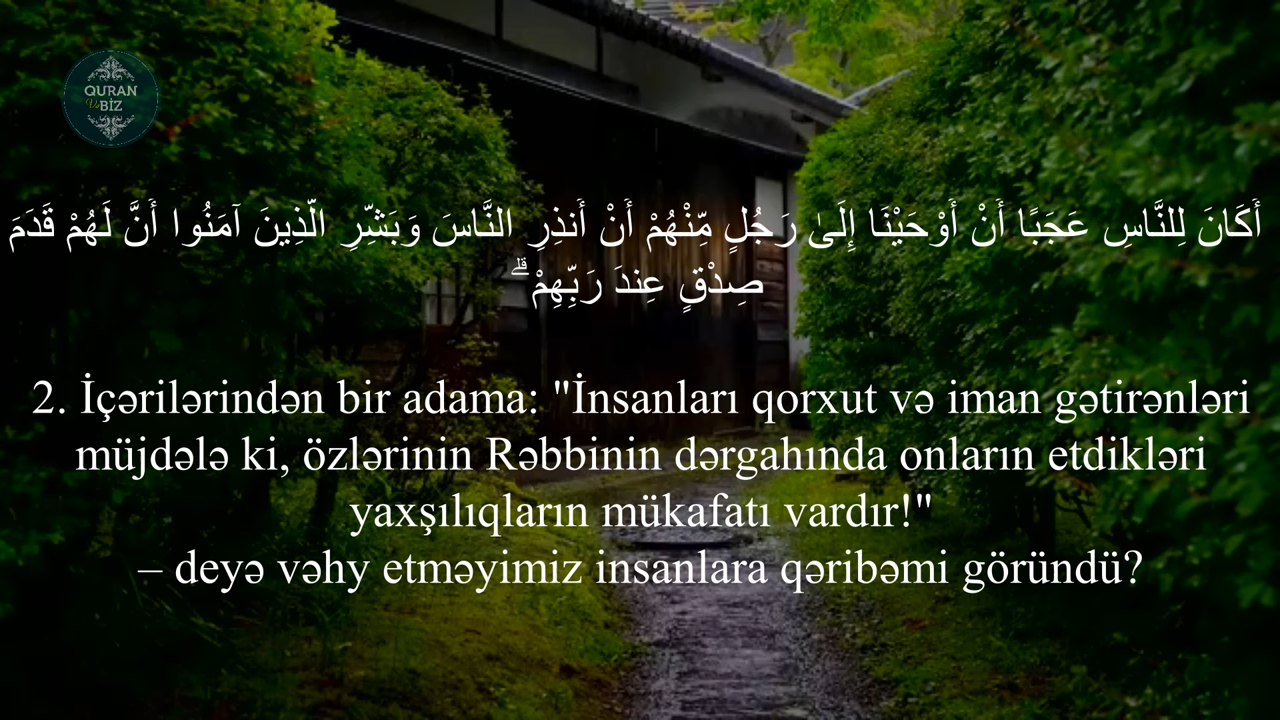 QURAN
Və BİZ
أَكَانَ لِلنَّاسِ عَجَبًا أَنْ أَوْحَيْنَا إِلَىٰ رَجُلٍ مِّنْهُمْ أَنْ أَنذِرِ النَّاسَ وَبَشِّرِ الَّذِينَ آمَنُوا أَنَّ لَهُمْ قَدَمَ
صِدْقٍ عِندَ رَبِّهِمْ ۗ
2. İçərilərindən bir adama: "İnsanları qorxut və iman gətirənləri
müjdələ ki, özlərinin Rəbbinin dərgahında onların etdikləri
yaxşılıqların mükafatı vardır!"
– deyə vəhy etməyimiz insanlara qəribəmi göründü?